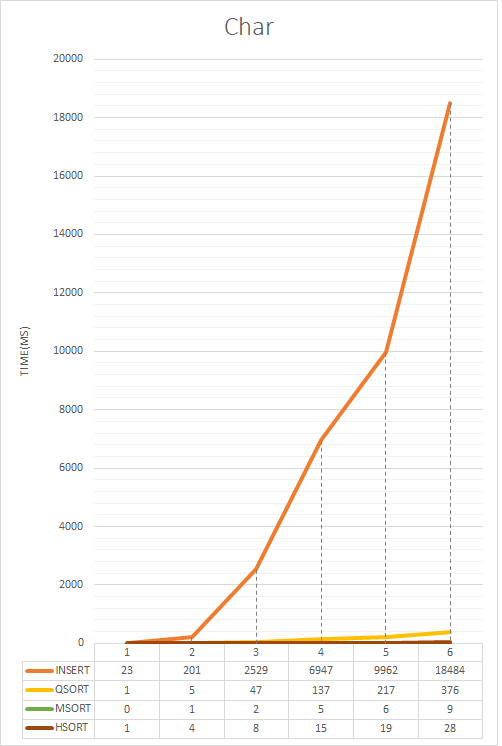 Char
20000
18000
16000
14000
12000
10000
8000
6000
4000
2000
0
TIME(MS)
1 2 3 4 5 6
INSERT 23 201 2529 6947 9962 18484
QSORT 1 5 47 137 217 376
MSORT 0 1 2 5 6 9
HSORT 1 4 8 15 19 28